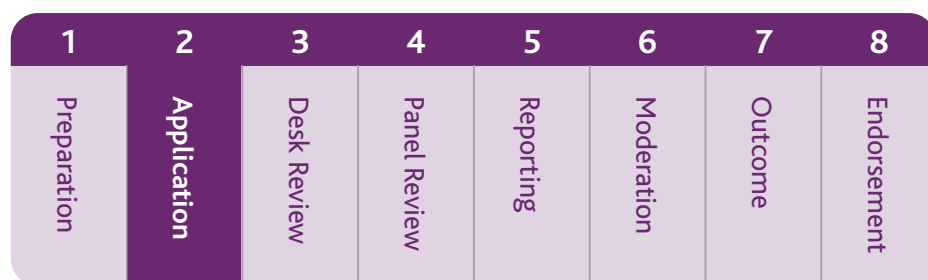 1 2 3 4 5 6 7 8
Preparation
Application
Desk Review
Panel Review
Reporting
Moderation
Outcome
Endorsement